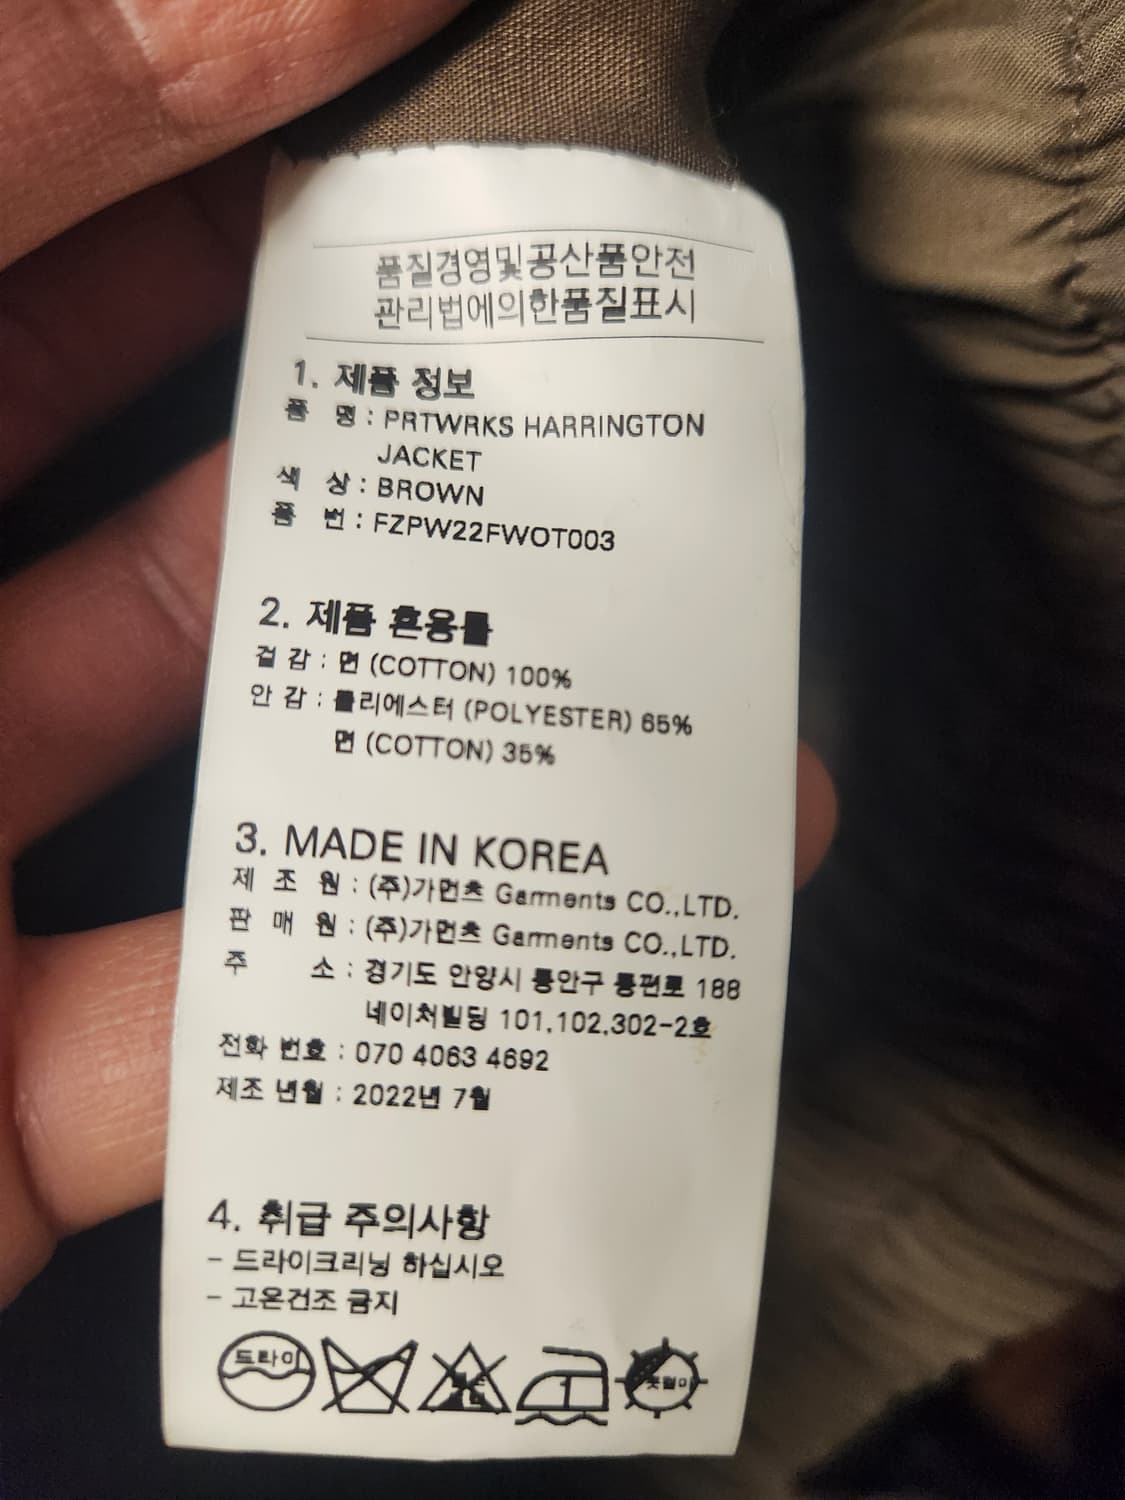 품질경영및공산품안전
관리법에의한품질표시
1. 제품 정보
품 명 : PRTWRKS HARRINGTON
JACKET
색 상 : BROWN
품 번 : FZPW22FWOT003
2. 제품 혼용률
겉 감 : 면 (COTTON) 100%
안 감 : 폴리에스터 (POLYESTER) 65%
면 (COTTON) 35%
3. MADE IN KOREA
제 조 원 : (주)가먼츠 Garments CO.,LTD.
판 매 원 : (주)가먼츠 Garments CO.,LTD.
주 소 : 경기도 안양시 동안구 동편로 188
네이처빌딩 101,102,302-2호
전화 번호 : 070 4063 4692
제조 년월 : 2022년 7월
4. 취급 주의사항
- 드라이크리닝 하십시오
- 고온건조 금지
드라이 1 옷걸이